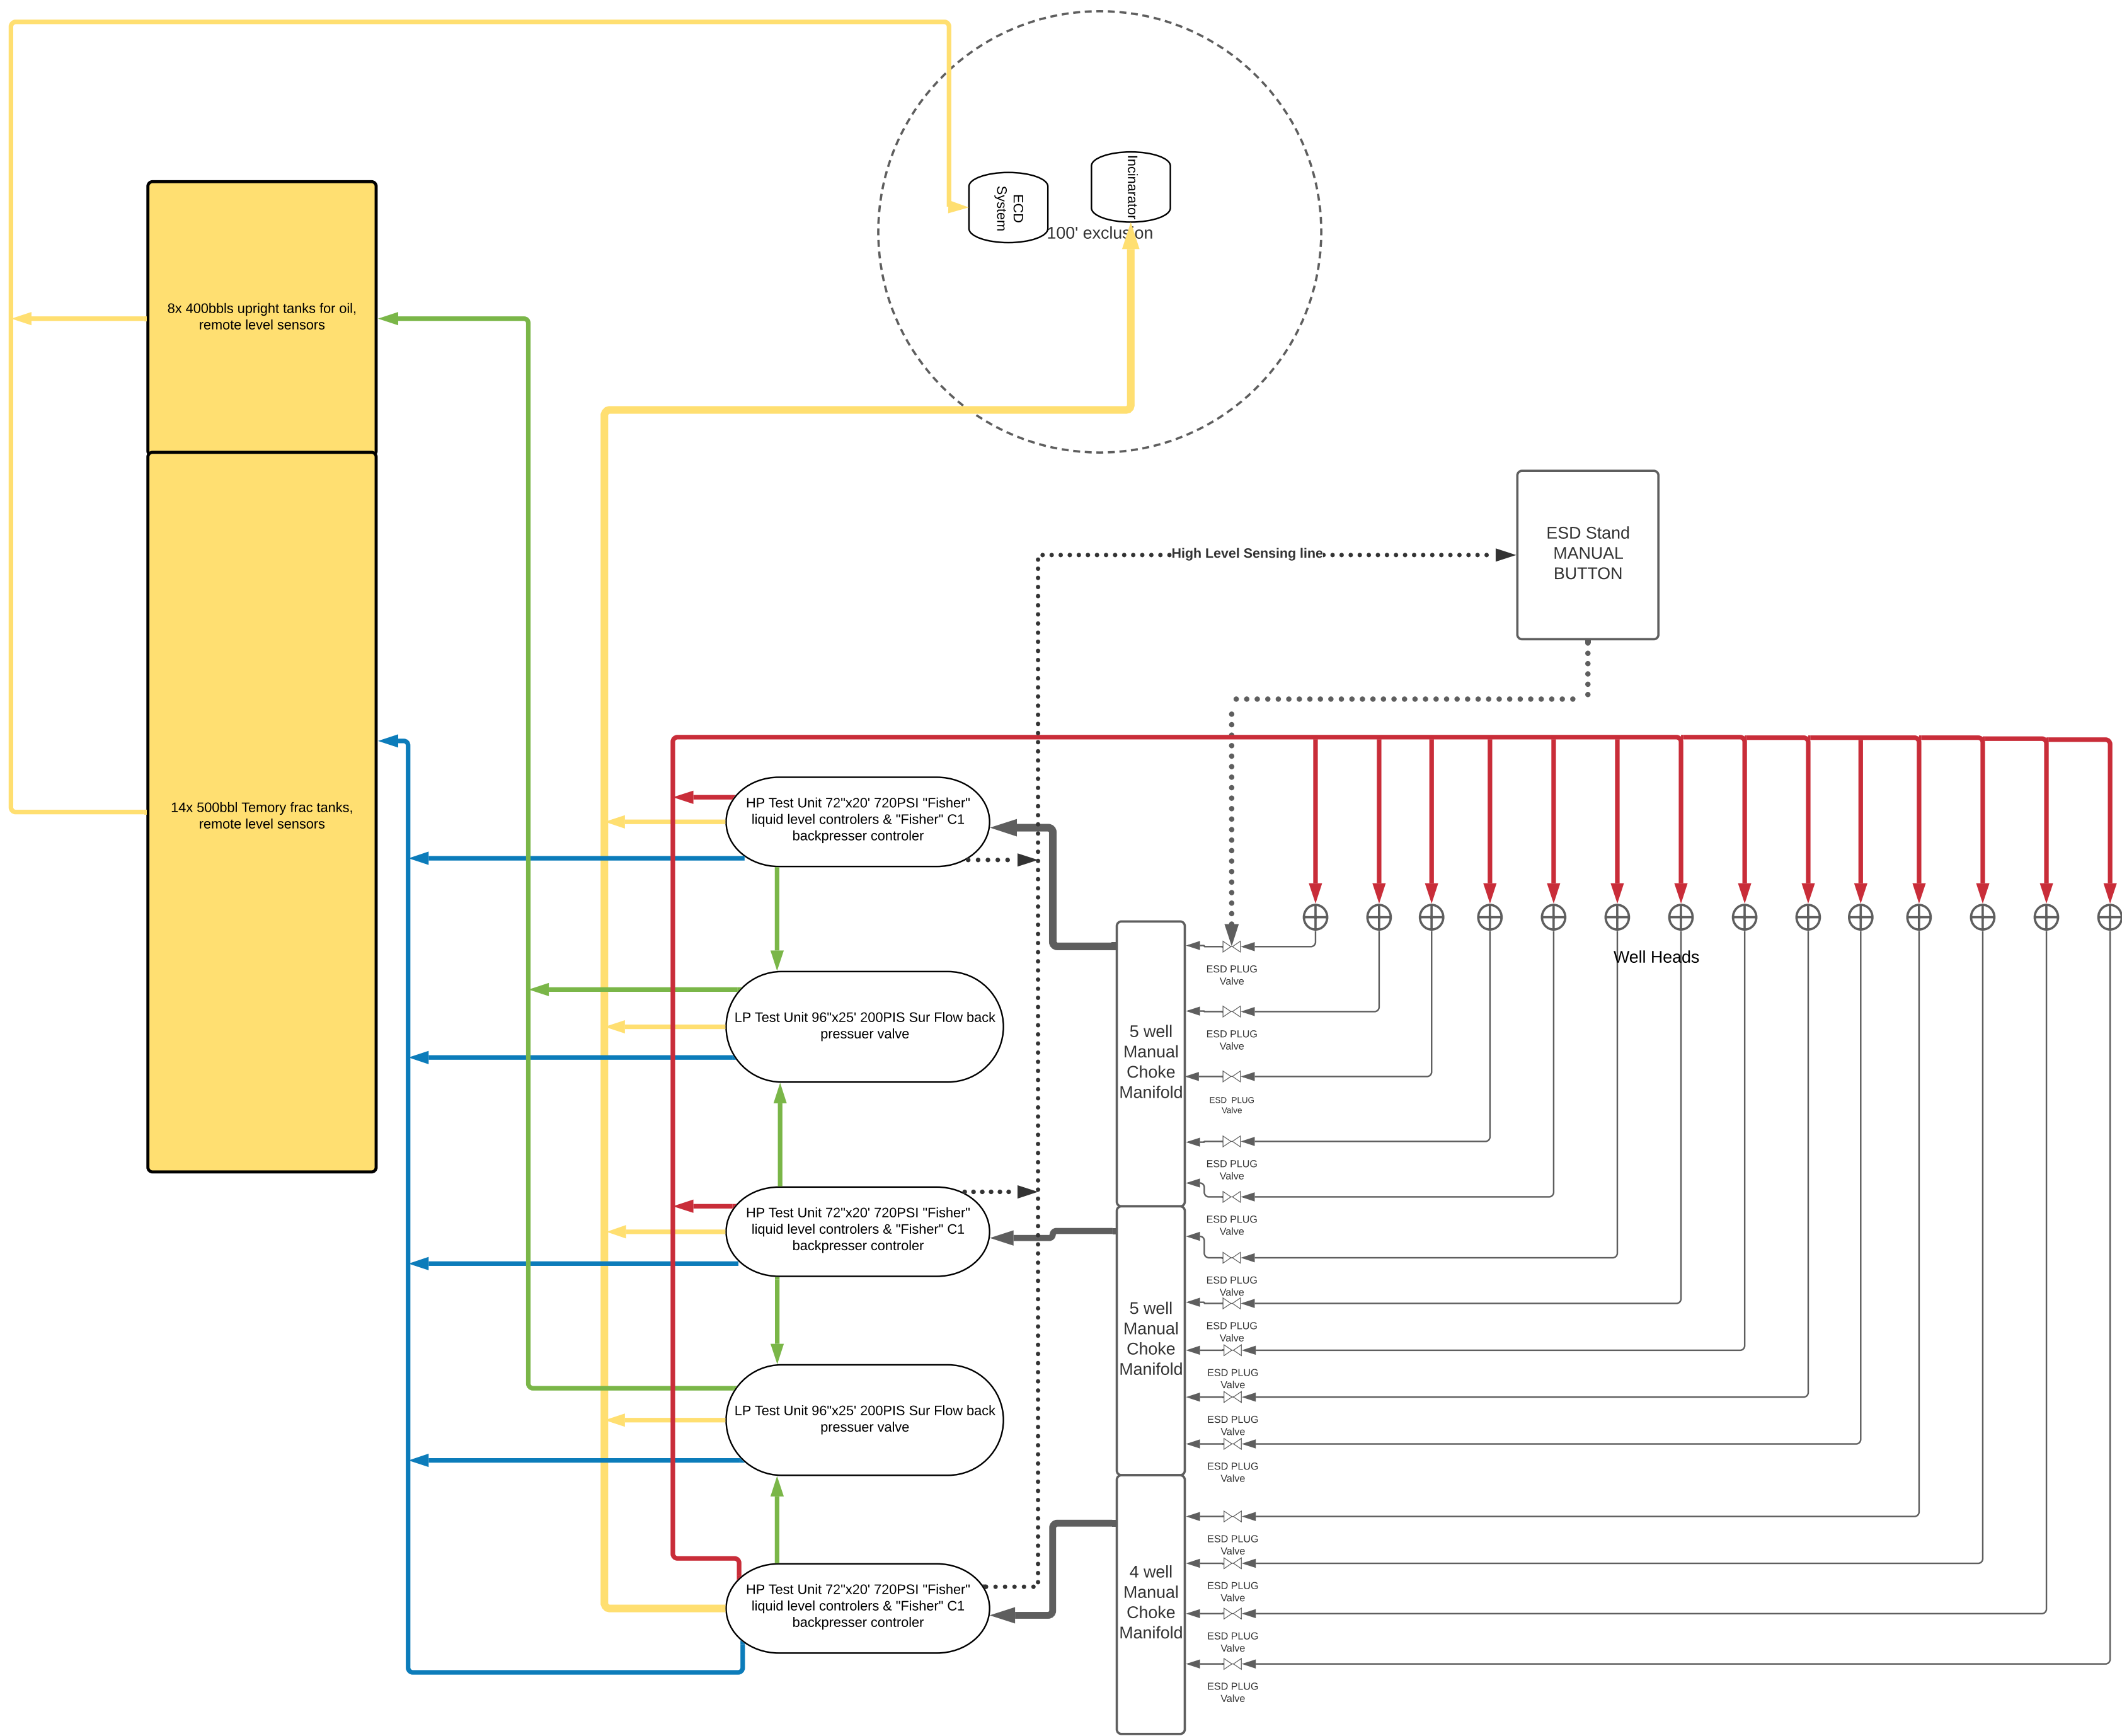 Incinarator
ECD
System
100' exclusion
8x 400bbls upright tanks for oil,
remote level sensors
ESD Stand
MANUAL
BUTTON
High Level Sensing line
14x 500bbl Temory frac tanks,
remote level sensors
HP Test Unit 72"x20' 720PSI "Fisher"
liquid level controlers & "Fisher" C1
backpresser controler
Well Heads
ESD PLUG
Valve
LP Test Unit 96"x25' 200PIS Sur Flow back
pressuer valve
5 well
Manual
Choke
Manifold
ESD PLUG
Valve
ESD PLUG
Valve
ESD PLUG
Valve
HP Test Unit 72"x20' 720PSI "Fisher"
liquid level controlers & "Fisher" C1
backpresser controler
ESD PLUG
Valve
ESD PLUG
Valve
5 well
Manual
Choke
Manifold
ESD PLUG
Valve
ESD PLUG
Valve
LP Test Unit 96"x25' 200PIS Sur Flow back
pressuer valve
ESD PLUG
Valve
ESD PLUG
Valve
ESD PLUG
Valve
HP Test Unit 72"x20' 720PSI "Fisher"
liquid level controlers & "Fisher" C1
backpresser controler
4 well
Manual
Choke
Manifold
ESD PLUG
Valve
ESD PLUG
Valve
ESD PLUG
Valve